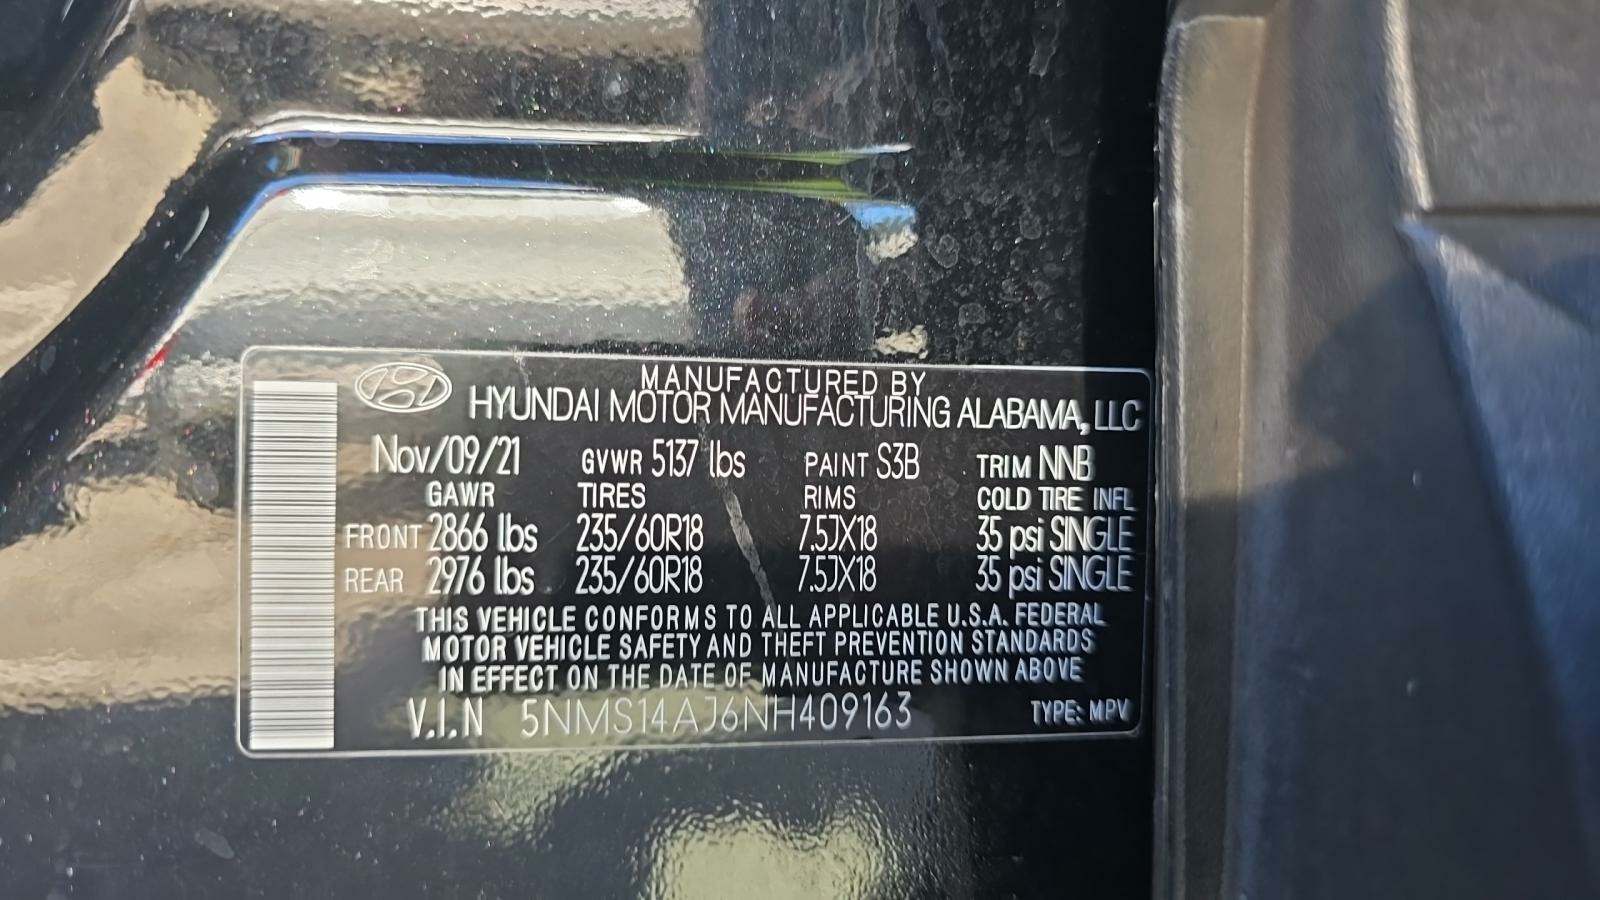 MANUFACTURED BY
HYUNDAI MOTOR MANUFACTURING ALABAMA, LLC
Nov/09/21 GVWR 5137 lbs PAINT S3B TRIM NNB
GAWR TIRES RIMS COLD TIRE INFL
FRONT 2866 lbs 235/60R18 7.5JX18 35 psi SINGLE
REAR 2976 lbs 235/60R18 7.5JX18 35 psi SINGLE
THIS VEHICLE CONFORMS TO ALL APPLICABLE U.S.A. FEDERAL
MOTOR VEHICLE SAFETY AND THEFT PREVENTION STANDARDS
IN EFFECT ON THE DATE OF MANUFACTURE SHOWN ABOVE
V.I.N 5NMS14AJ6NH409163 TYPE: MPV